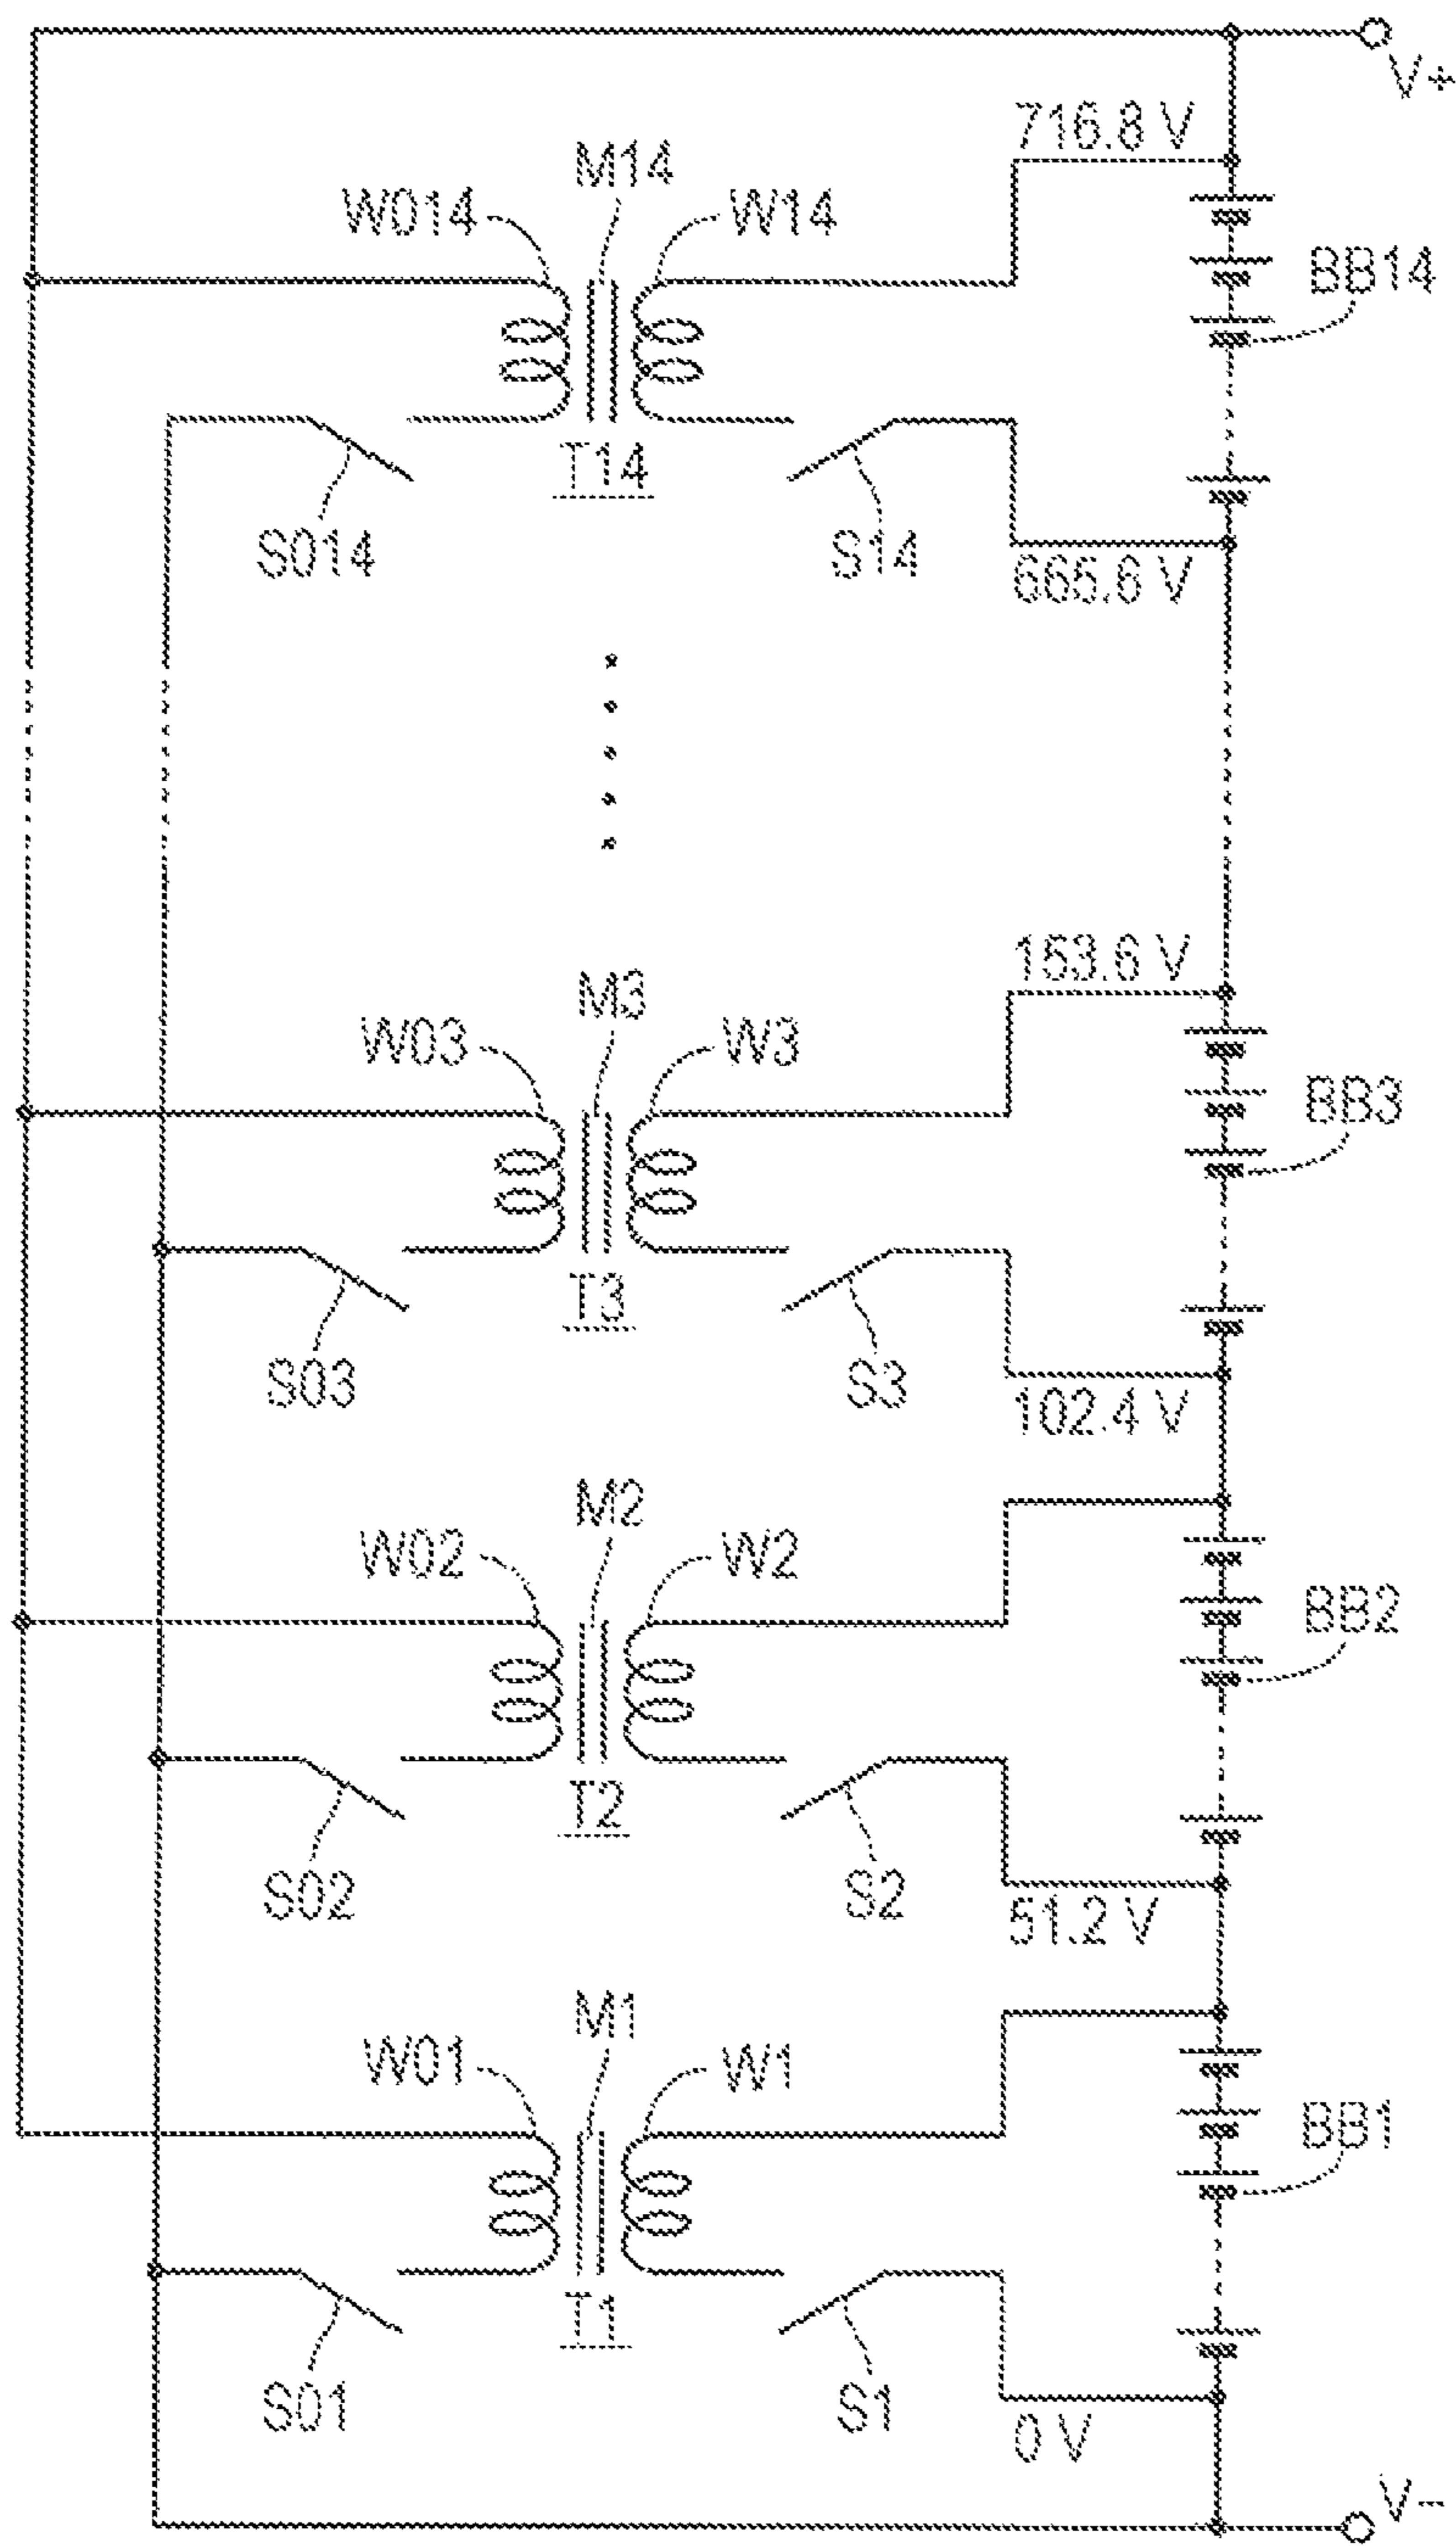 V+
716.8 V
M14
W014
W14
BB14
T14
S014
S14
665.6 V
153.6 V
M3
W03
W3
BB3
T3
S03
S3
102.4 V
M2
W02
W2
BB2
T2
S02
S2
51.2 V
M1
W01
W1
BB1
T1
S01
S1
0 V
V–